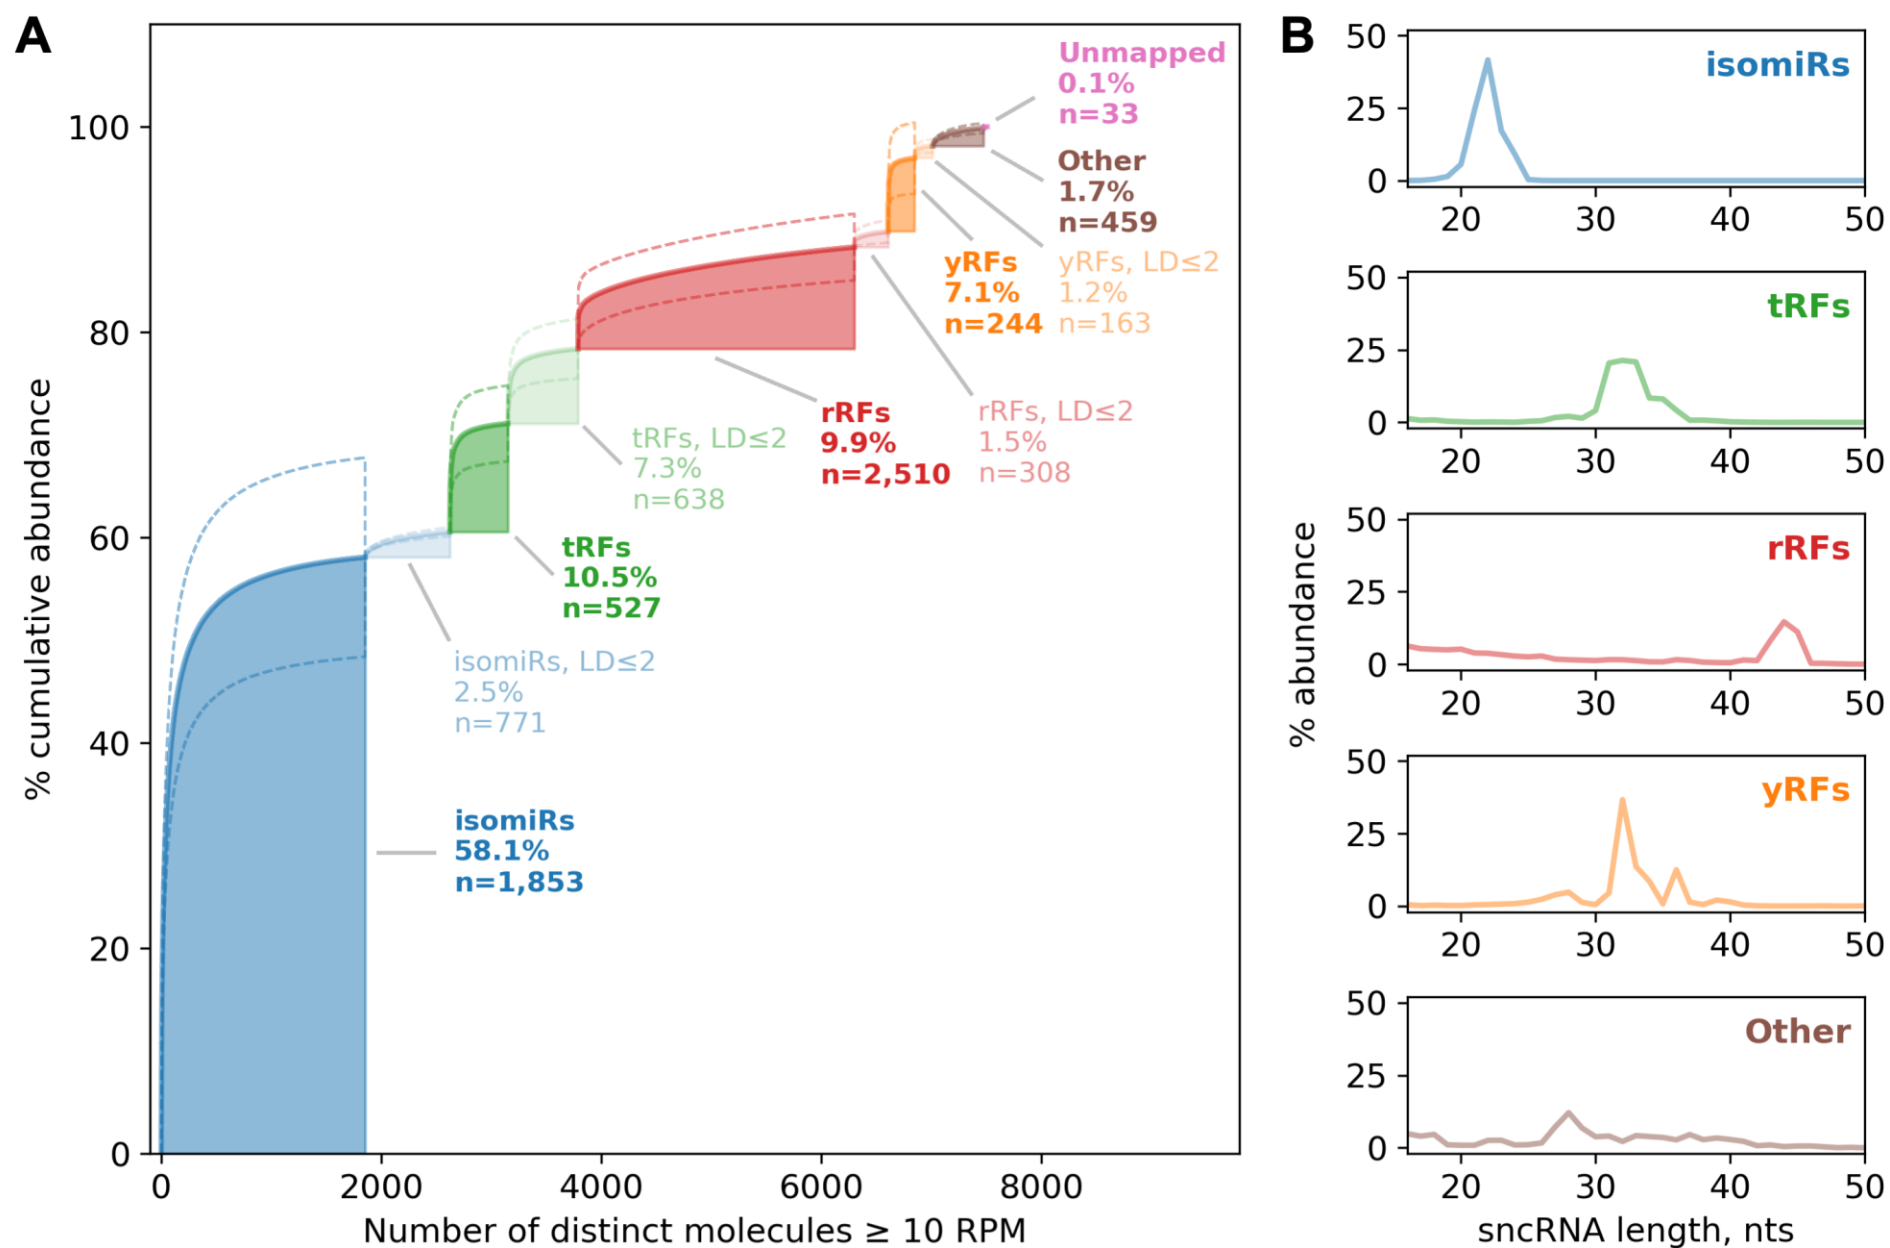 A
% cumulative abundance
100
80
60
40
20
0
0 2000 4000 6000 8000
Number of distinct molecules ≥ 10 RPM
Unmapped
0.1%
n=33
Other
1.7%
n=459
yRFs
7.1%
n=244
yRFs, LD≤2
1.2%
n=163
rRFs
9.9%
n=2,510
rRFs, LD≤2
1.5%
n=308
tRFs, LD≤2
7.3%
n=638
tRFs
10.5%
n=527
isomiRs, LD≤2
2.5%
n=771
isomiRs
58.1%
n=1,853
B
% abundance
isomiRs
50
25
0
20 30 40 50
tRFs
50
25
0
20 30 40 50
rRFs
50
25
0
20 30 40 50
yRFs
50
25
0
20 30 40 50
Other
50
25
0
20 30 40 50
sncRNA length, nts